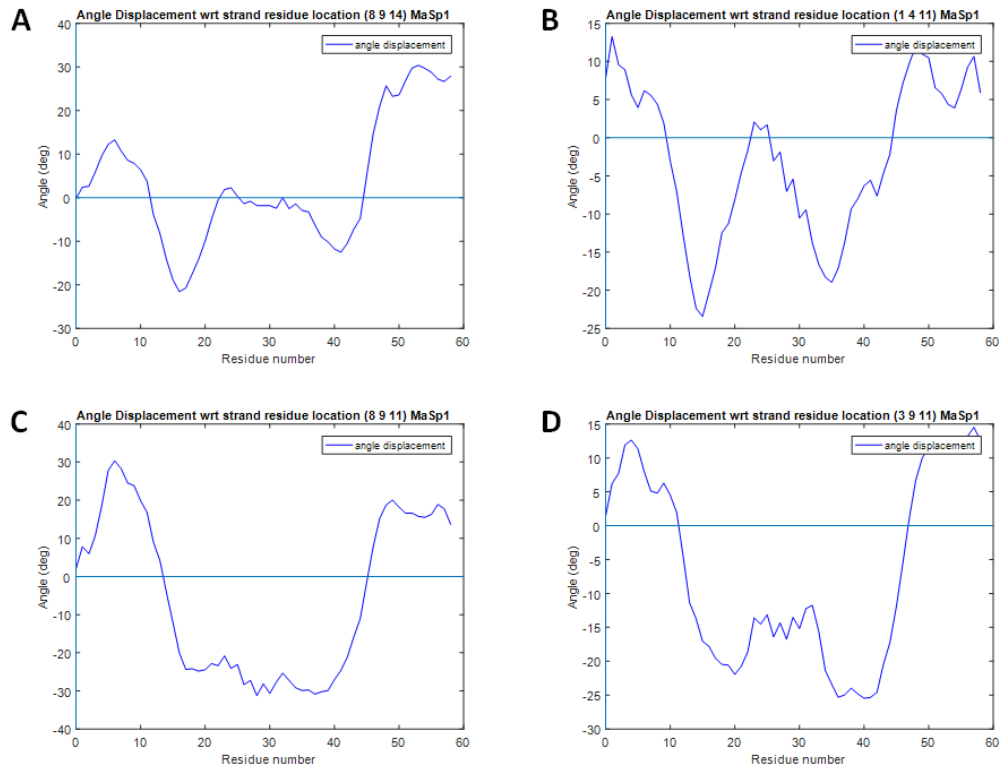 A
Angle Displacement wrt strand residue location (8 9 14) MaSp1
angle displacement
Angle (deg)
40
30
20
10
0
-10
-20
-30
0 10 20 30 40 50 60
Residue number
B
Angle Displacement wrt strand residue location (1 4 11) MaSp1
angle displacement
Angle (deg)
15
10
5
0
-5
-10
-15
-20
-25
0 10 20 30 40 50 60
Residue number
C
Angle Displacement wrt strand residue location (8 9 11) MaSp1
angle displacement
Angle (deg)
40
30
20
10
0
-10
-20
-30
-40
0 10 20 30 40 50 60
Residue number
D
Angle Displacement wrt strand residue location (3 9 11) MaSp1
angle displacement
Angle (deg)
15
10
5
0
-5
-10
-15
-20
-25
-30
0 10 20 30 40 50 60
Residue number